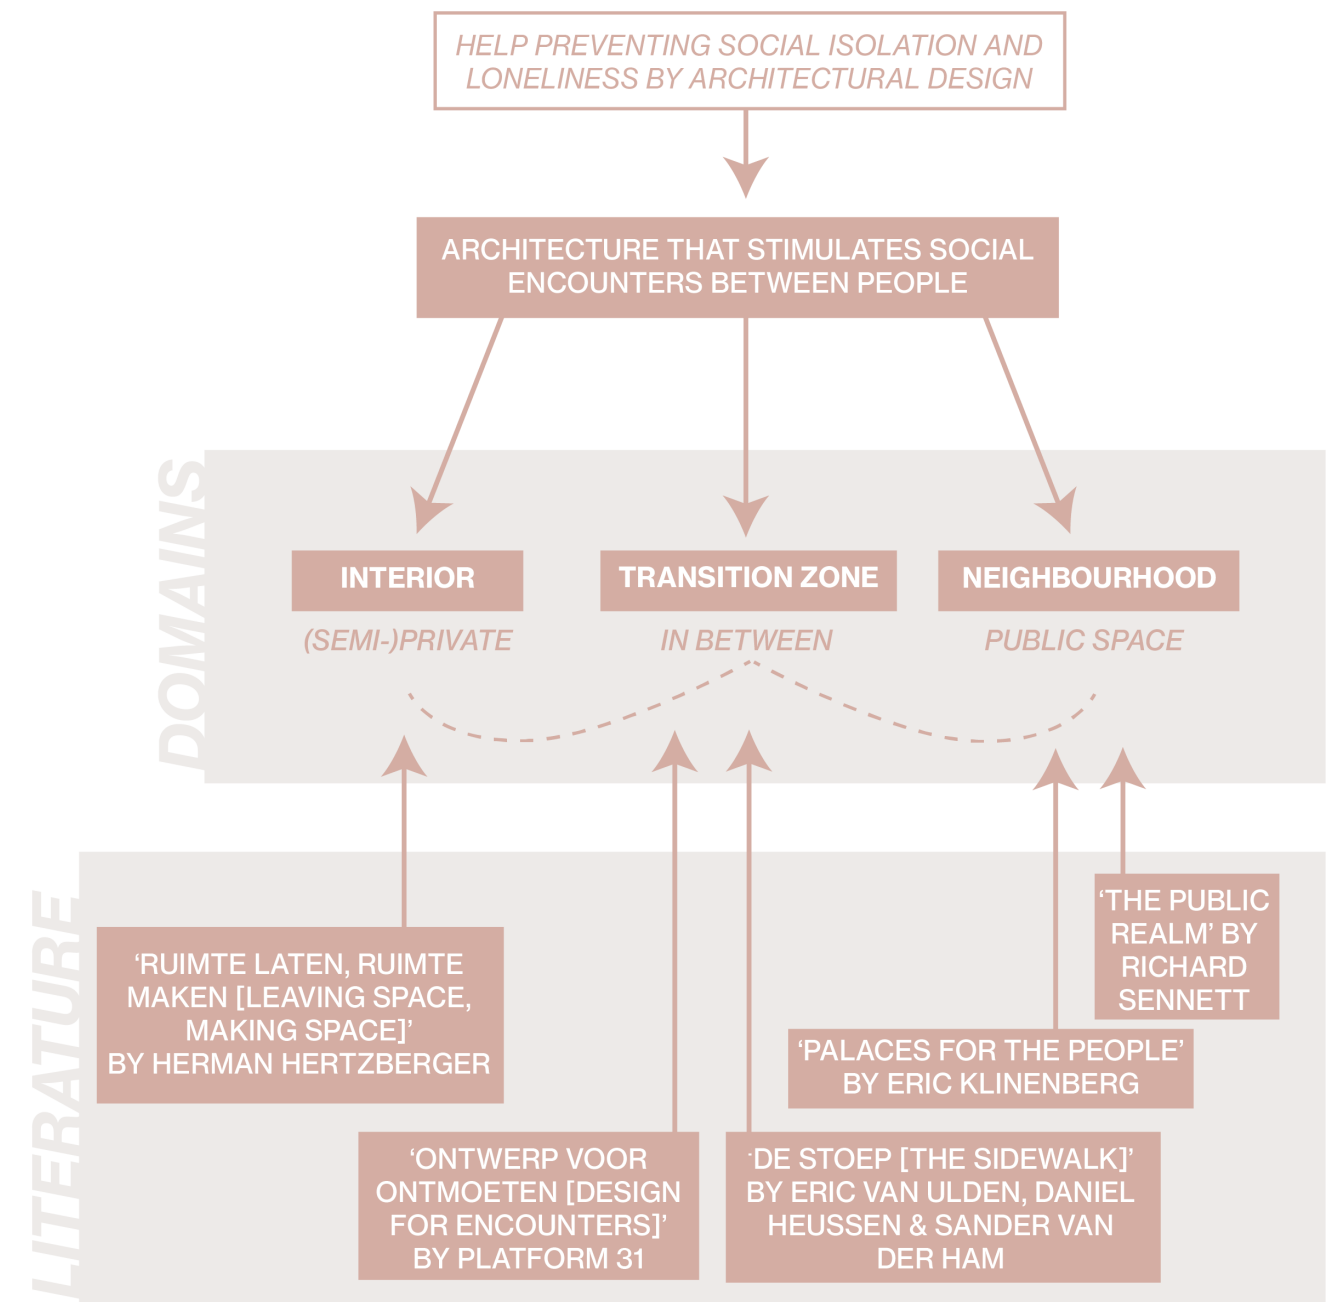 HELP PREVENTING SOCIAL ISOLATION AND
LONELINESS BY ARCHITECTURAL DESIGN
ARCHITECTURE THAT STIMULATES SOCIAL
ENCOUNTERS BETWEEN PEOPLE
DOMAINS
INTERIOR
(SEMI-)PRIVATE
TRANSITION ZONE
IN BETWEEN
NEIGHBOURHOOD
PUBLIC SPACE
LITERATURE
‘RUIMTE LATEN, RUIMTE
MAKEN [LEAVING SPACE,
MAKING SPACE]’
BY HERMAN HERTZBERGER
‘ONTWERP VOOR
ONTMOETEN [DESIGN
FOR ENCOUNTERS]’
BY PLATFORM 31
‘DE STOEP [THE SIDEWALK]’
BY ERIC VAN ULDEN, DANIEL
HEUSSEN & SANDER VAN
DER HAM
‘PALACES FOR THE PEOPLE’
BY ERIC KLINENBERG
‘THE PUBLIC
REALM’ BY
RICHARD
SENNETT